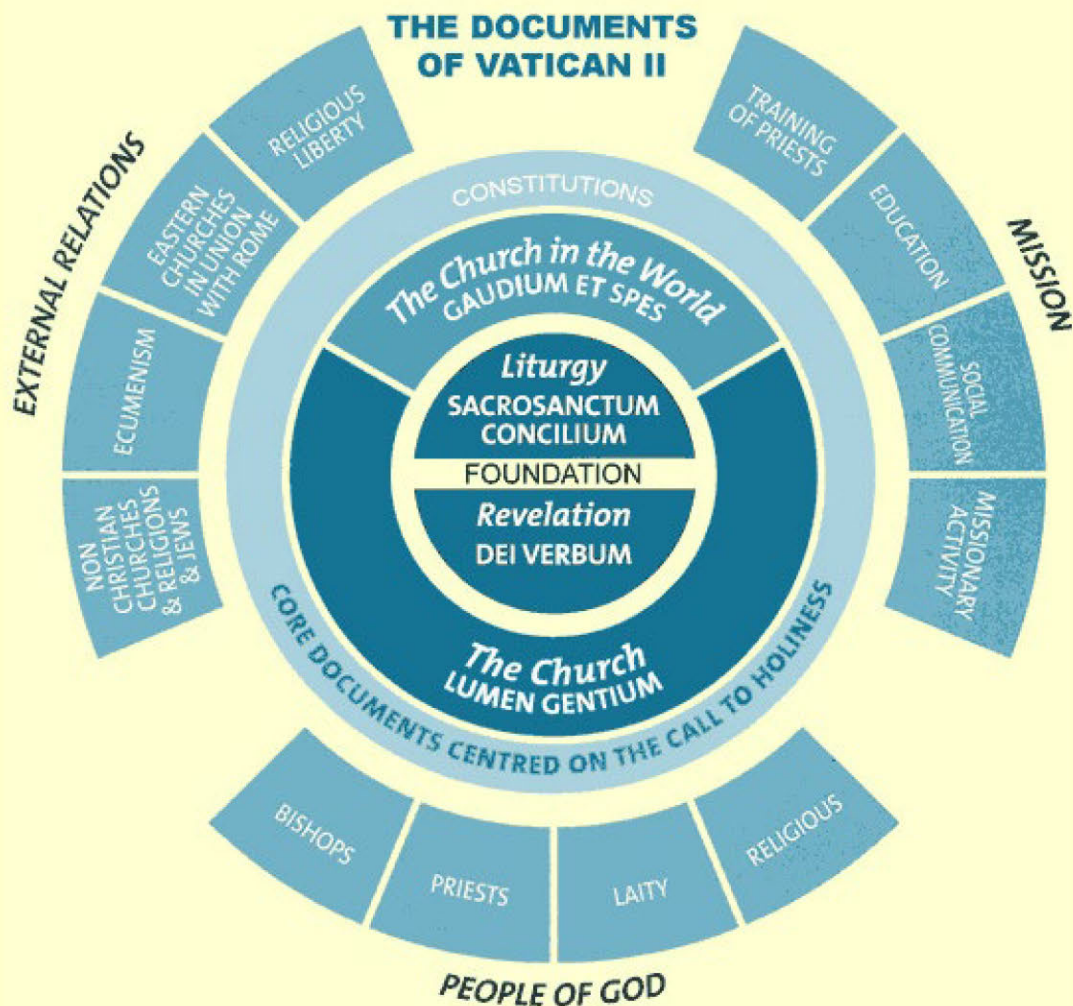 THE DOCUMENTS
OF VATICAN II
EXTERNAL RELATIONS
RELIGIOUS
LIBERTY
EASTERN
CHURCHES
IN UNION
WITH ROME
ECUMENISM
NON
CHRISTIAN
CHURCHES
& RELIGIONS
& JEWS
MISSION
TRAINING
OF PRIESTS
EDUCATION
SOCIAL
COMMUNICATION
MISSIONARY
ACTIVITY
CONSTITUTIONS
The Church in the World
GAUDIUM ET SPES
Liturgy
SACROSANCTUM
CONCILIUM
FOUNDATION
Revelation
DEI VERBUM
The Church
LUMEN GENTIUM
CORE DOCUMENTS CENTRED ON THE CALL TO HOLINESS
BISHOPS
PRIESTS
LAITY
RELIGIOUS
PEOPLE OF GOD